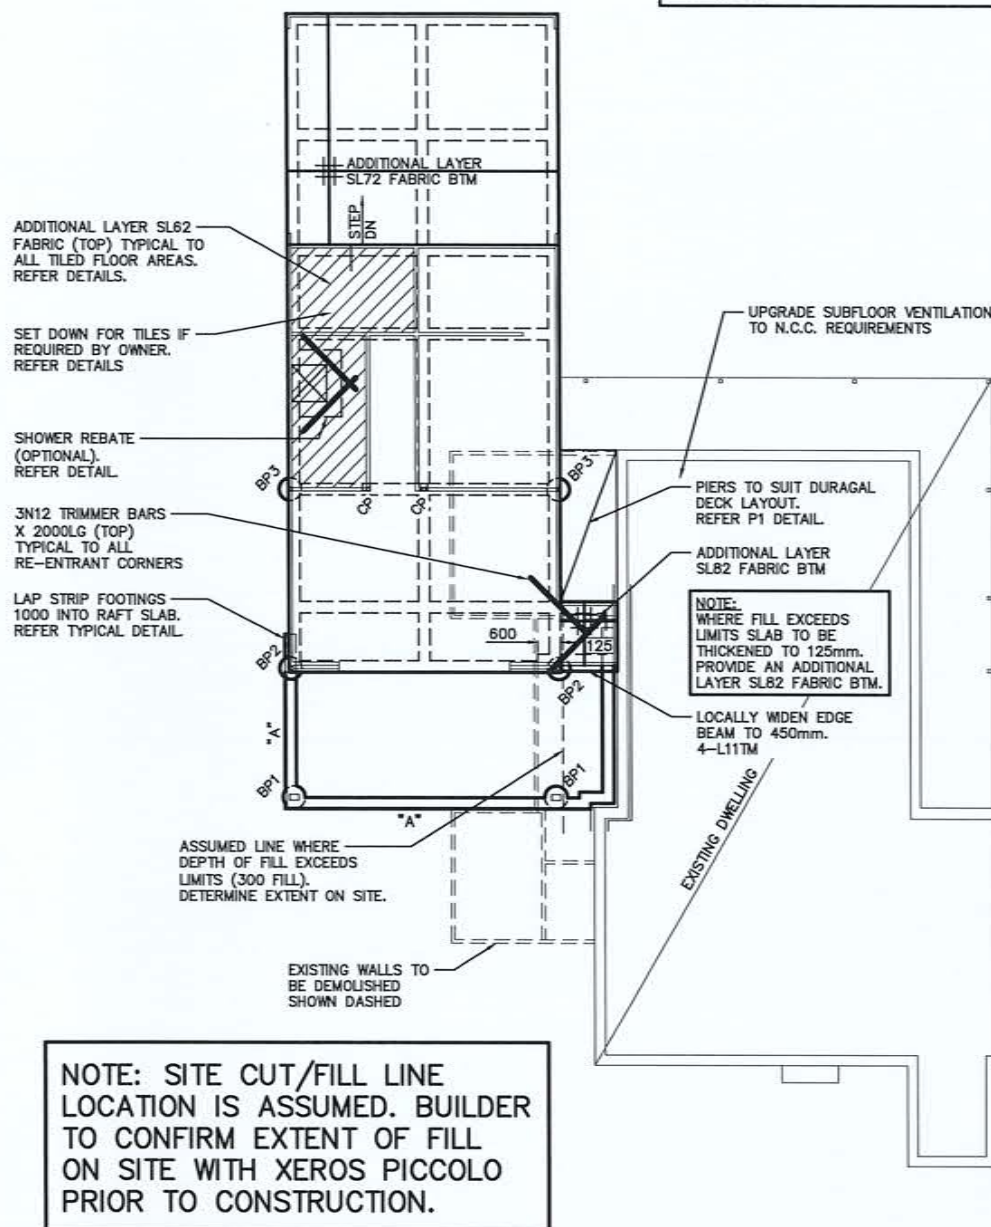 ADDITIONAL LAYER
SL72 FABRIC BTM
STEP
DN
ADDITIONAL LAYER SL62
FABRIC (TOP) TYPICAL TO
ALL TILED FLOOR AREAS.
REFER DETAILS.
SET DOWN FOR TILES IF
REQUIRED BY OWNER.
REFER DETAILS
SHOWER REBATE
(OPTIONAL).
REFER DETAIL
BP3
CP
CP
BP3
3N12 TRIMMER BARS
X 2000LG (TOP)
TYPICAL TO ALL
RE-ENTRANT CORNERS
LAP STRIP FOOTINGS
1000 INTO RAFT SLAB.
REFER TYPICAL DETAIL
BP2
600
125
BP2
"A"
BP1
BP1
"A"
UPGRADE SUBFLOOR VENTILATION
TO N.C.C. REQUIREMENTS
PIERS TO SUIT DURAGAL
DECK LAYOUT.
REFER P1 DETAIL
ADDITIONAL LAYER
SL82 FABRIC BTM
NOTE:
WHERE FILL EXCEEDS
LIMITS SLAB TO BE
THICKENED TO 125mm.
PROVIDE AN ADDITIONAL
LAYER SL82 FABRIC BTM.
LOCALLY WIDEN EDGE
BEAM TO 450mm.
4-L11TM
EXISTING DWELLING
ASSUMED LINE WHERE
DEPTH OF FILL EXCEEDS
LIMITS (300 FILL).
DETERMINE EXTENT ON SITE.
EXISTING WALLS TO
BE DEMOLISHED
SHOWN DASHED
NOTE: SITE CUT/FILL LINE
LOCATION IS ASSUMED. BUILDER
TO CONFIRM EXTENT OF FILL
ON SITE WITH XEROS PICCOLO
PRIOR TO CONSTRUCTION.